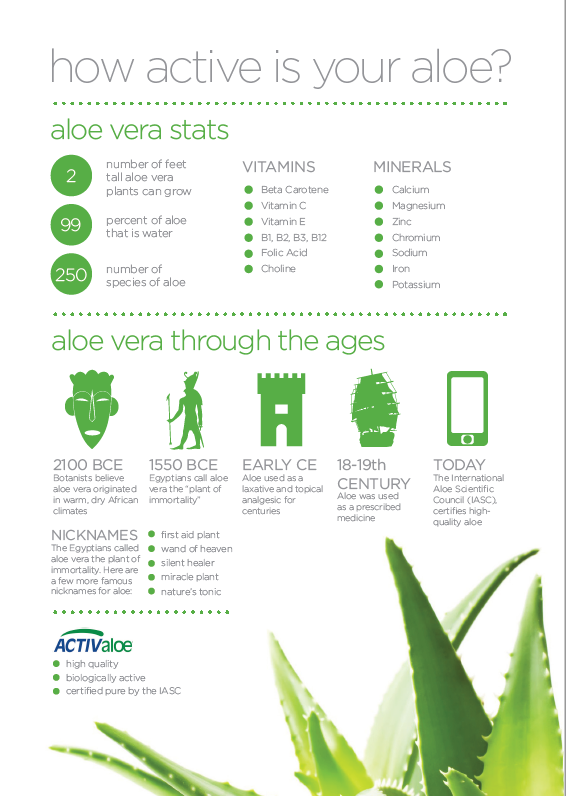 how active is your aloe?
aloe vera stats
2
number of feet
tall aloe vera
plants can grow
99
percent of aloe
that is water
250
number of
species of aloe
VITAMINS
Beta Carotene
Vitamin C
Vitamin E
B1, B2, B3, B12
Folic Acid
Choline
MINERALS
Calcium
Magnesium
Zinc
Chromium
Sodium
Iron
Potassium
aloe vera through the ages
2100 BCE
Botanists believe
aloe vera originated
in warm, dry African
climates
1550 BCE
Egyptians call aloe
vera the "plant of
immortality"
EARLY CE
Aloe used as a
laxative and topical
analgesic for
centuries
18-19th
CENTURY
Aloe was used
as a prescribed
medicine
TODAY
The International
Aloe Scientific
Council (IASC),
certifies high-
quality aloe
NICKNAMES
The Egyptians called
aloe vera the plant of
immortality. Here are
a few more famous
nicknames for aloe:
first aid plant
wand of heaven
silent healer
miracle plant
nature's tonic
ACTIValoe
high quality
biologically active
certified pure by the IASC